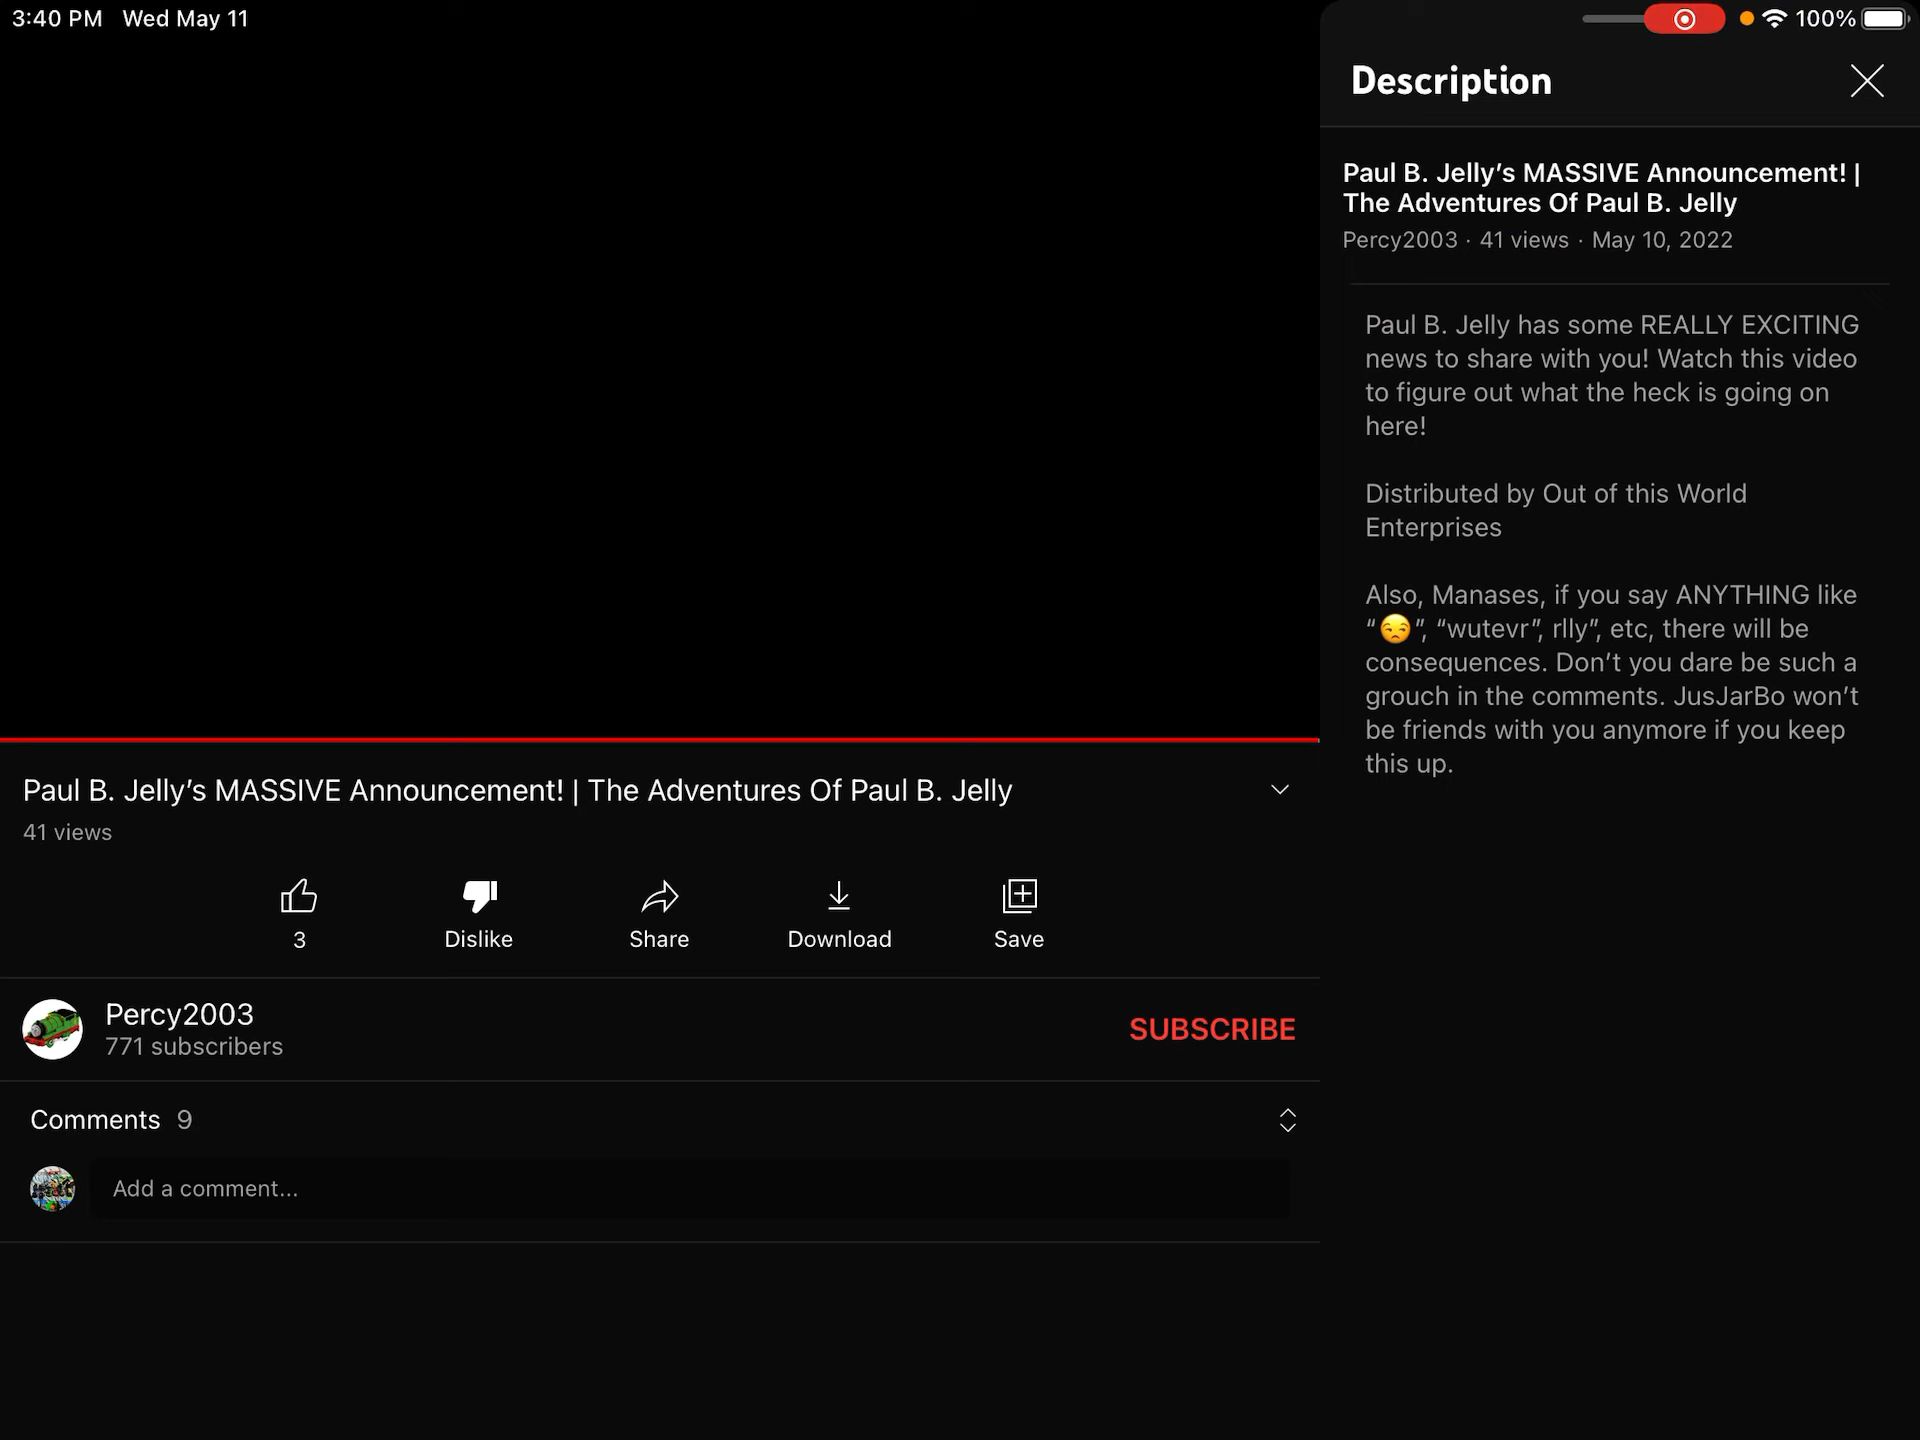 3:40 PM Wed May 11
100%
Description
Paul B. Jelly’s MASSIVE Announcement! |
The Adventures Of Paul B. Jelly
Percy2003 · 41 views · May 10, 2022
Paul B. Jelly has some REALLY EXCITING
news to share with you! Watch this video
to figure out what the heck is going on
here!
Distributed by Out of this World
Enterprises
Also, Manases, if you say ANYTHING like
“😒”, “wutevr”, rlly”, etc, there will be
consequences. Don’t you dare be such a
grouch in the comments. JusJarBo won’t
be friends with you anymore if you keep
this up.
Paul B. Jelly’s MASSIVE Announcement! | The Adventures Of Paul B. Jelly
41 views
3 Dislike Share Download Save
Percy2003
771 subscribers
SUBSCRIBE
Comments 9
Add a comment...